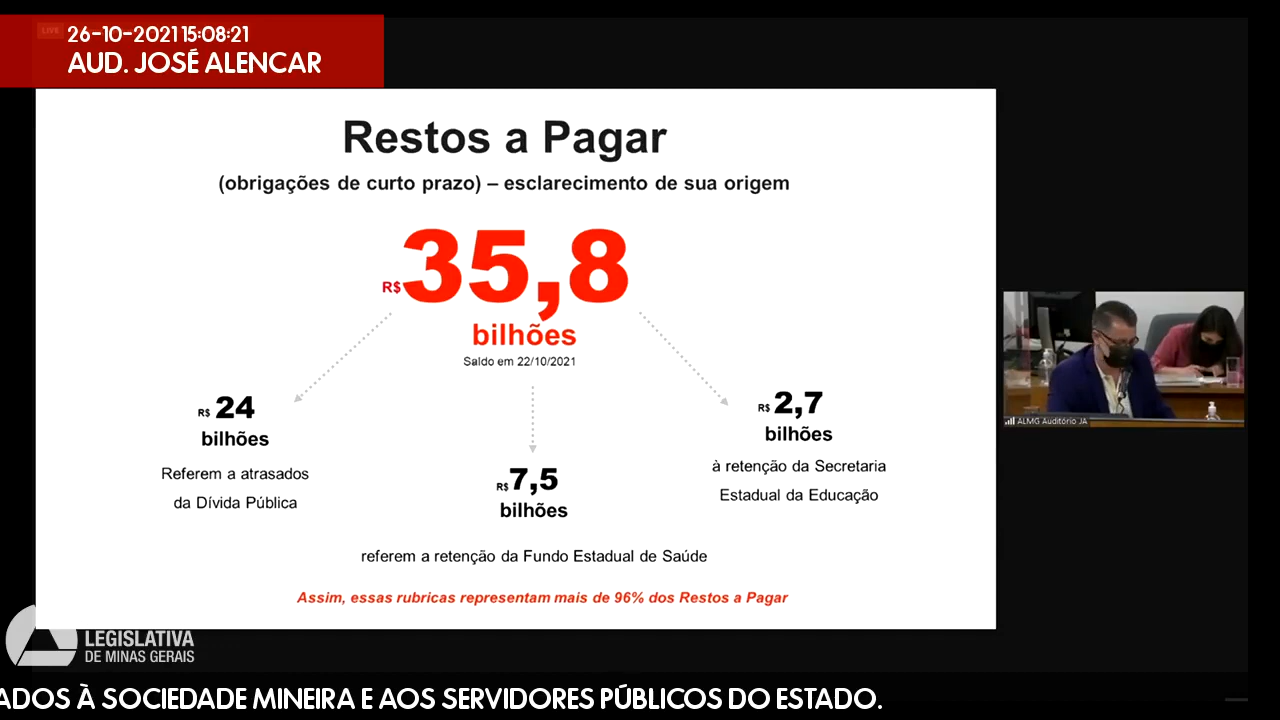 LIVE
26-10-2021 15:08:21
AUD. JOSÉ ALENCAR
Restos a Pagar
(obrigações de curto prazo) – esclarecimento de sua origem
R$ 35,8
bilhões
Saldo em 22/10/2021
R$ 24
bilhões
Referem a atrasados
da Dívida Pública
R$ 7,5
bilhões
referem a retenção da Fundo Estadual de Saúde
R$ 2,7
bilhões
à retenção da Secretaria
Estadual da Educação
Assim, essas rubricas representam mais de 96% dos Restos a Pagar
ALMG Auditório JA
LEGISLATIVA
DE MINAS GERAIS
ADOS À SOCIEDADE MINEIRA E AOS SERVIDORES PÚBLICOS DO ESTADO.